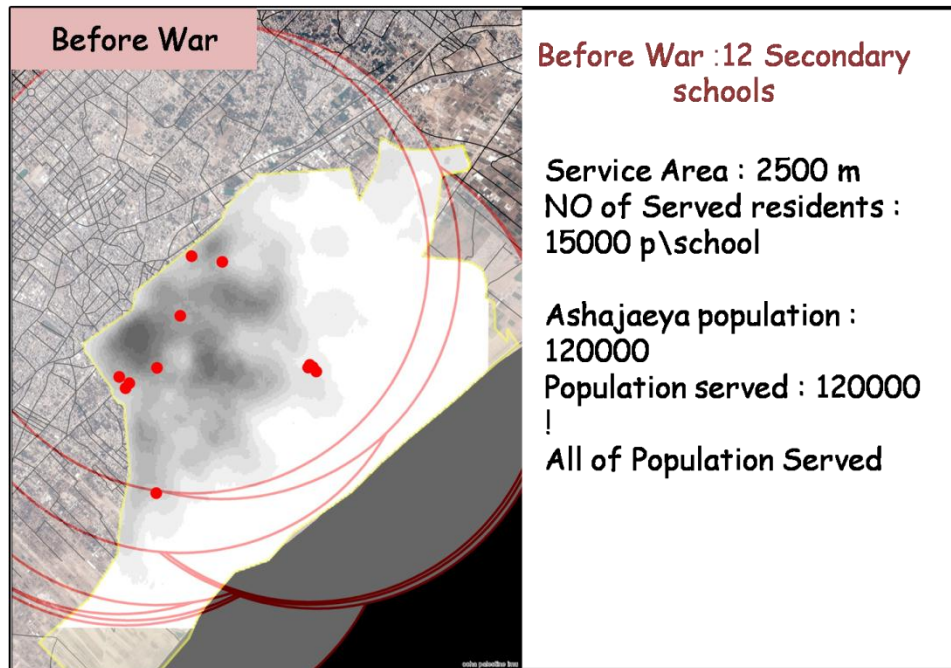 Before War
Before War :12 Secondary
schools
Service Area : 2500 m
NO of Served residents :
15000 p\school
Ashajaeya population :
120000
Population served : 120000
!
All of Population Served